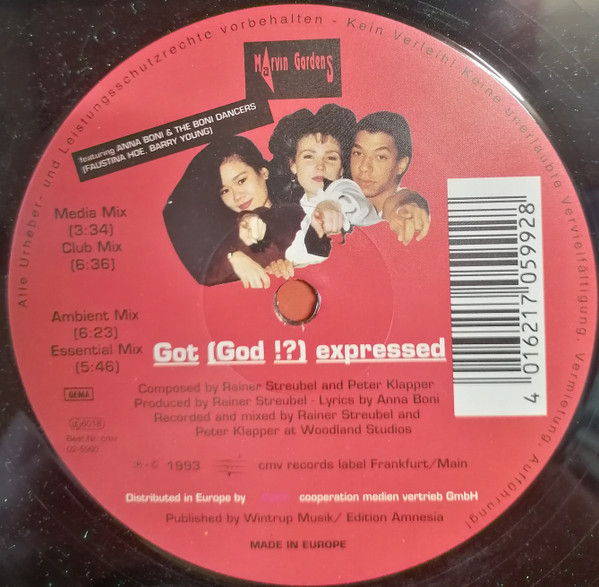 Alle Urheber- und Leistungsschutzrechte vorbehalten - Kein Verleih! Keine unerlaubte Vervielfältigung, Vermietung, Aufführung!
Marvin Gardens
featuring ANNA BONI & THE BONI DANCERS
(FAUSTINA HOE, BARRY YOUNG)
Media Mix
(3:34)
Club Mix
(6:36)
Ambient Mix
(6:23)
Essential Mix
(5:46)
Got (God !?) expressed
Composed by Rainer Streubel and Peter Klapper
Produced by Rainer Streubel - Lyrics by Anna Boni
Recorded and mixed by Rainer Streubel and
Peter Klapper at Woodland Studios
GEMA
Best.Nr. cmv
℗ © 1993 cmv records label Frankfurt/Main
Distributed in Europe by cooperation medien vertrieb GmbH
Published by Wintrup Musik/ Edition Amnesia
MADE IN EUROPE
4 016217 059928